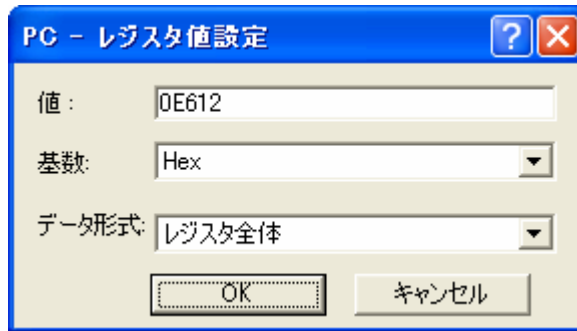 PC - レジスタ値設定
値:
0E612
基数:
Hex
データ形式:
レジスタ全体
OK
キャンセル